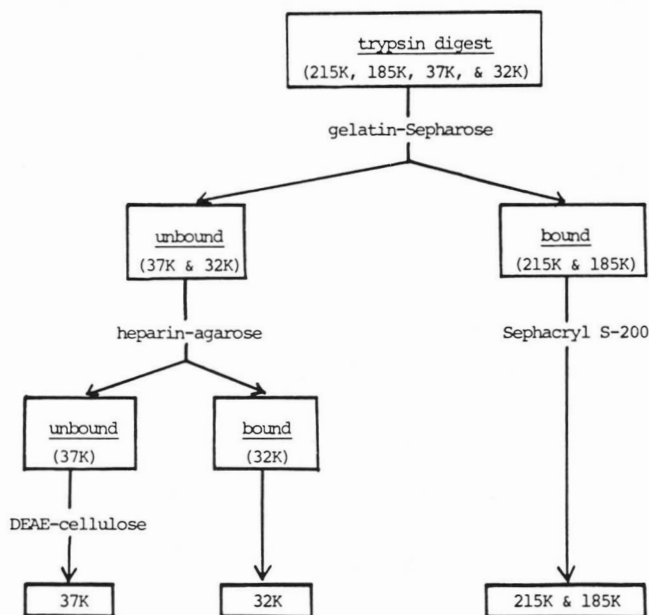 trypsin digest
(215K, 185K, 37K, & 32K)
gelatin-Sepharose
unbound
(37K & 32K)
bound
(215K & 185K)
heparin-agarose
Sephacryl S-200
unbound
(37K)
bound
(32K)
DEAE-cellulose
37K
32K
215K & 185K